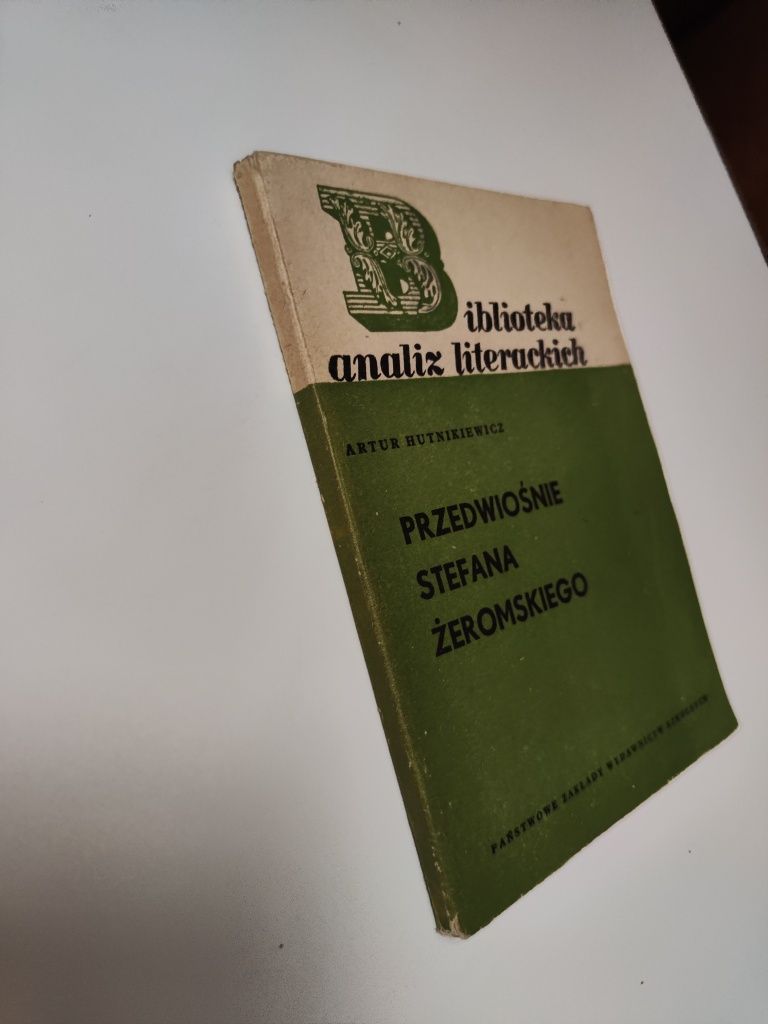 Biblioteka
analiz literackich
ARTUR HUTNIKIEWICZ
PRZEDWIOŚNIE
STEFANA
ŻEROMSKIEGO
PAŃSTWOWE ZAKŁADY WYDAWNICTW SZKOLNYCH